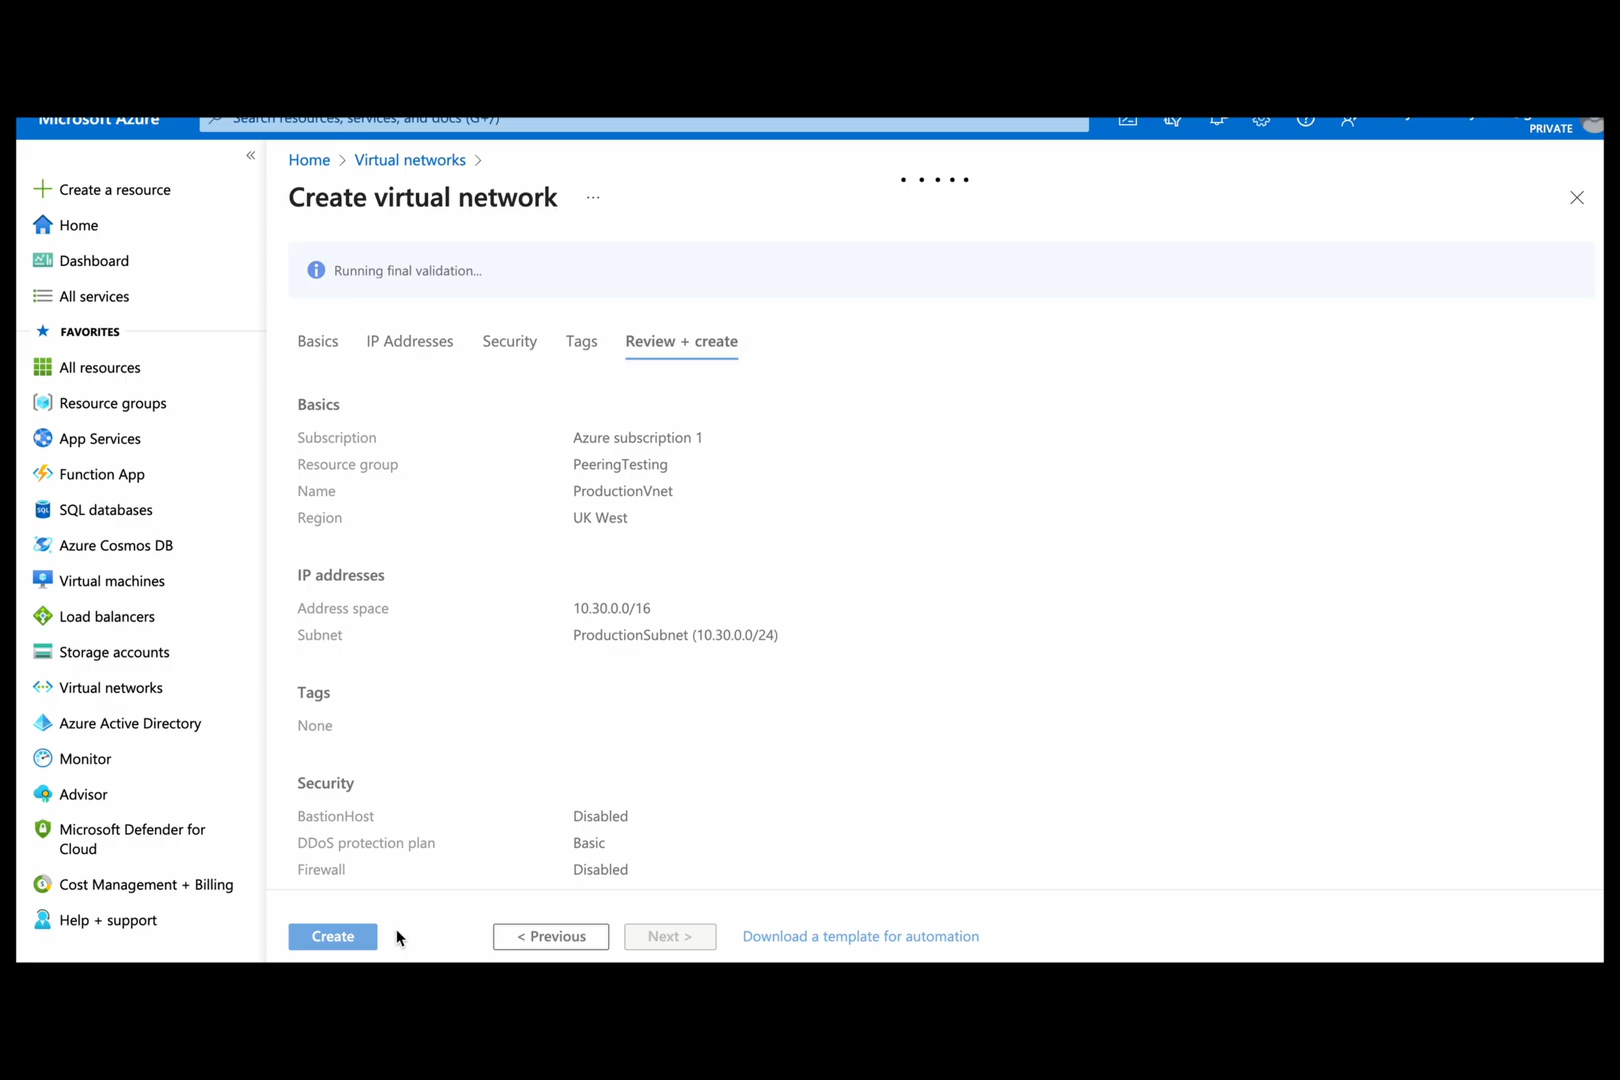 Microsoft Azure
Search resources, services, and docs (G+/)
PRIVATE
«
Create a resource
Home
Dashboard
All services
FAVORITES
All resources
Resource groups
App Services
Function App
SQL databases
Azure Cosmos DB
Virtual machines
Load balancers
Storage accounts
Virtual networks
Azure Active Directory
Monitor
Advisor
Microsoft Defender for
Cloud
Cost Management + Billing
Help + support
Home > Virtual networks >
Create virtual network ...
Running final validation...
Basics IP Addresses Security Tags Review + create
Basics
Subscription Azure subscription 1
Resource group PeeringTesting
Name ProductionVnet
Region UK West
IP addresses
Address space 10.30.0.0/16
Subnet ProductionSubnet (10.30.0.0/24)
Tags
None
Security
BastionHost Disabled
DDoS protection plan Basic
Firewall Disabled
Create < Previous Next > Download a template for automation